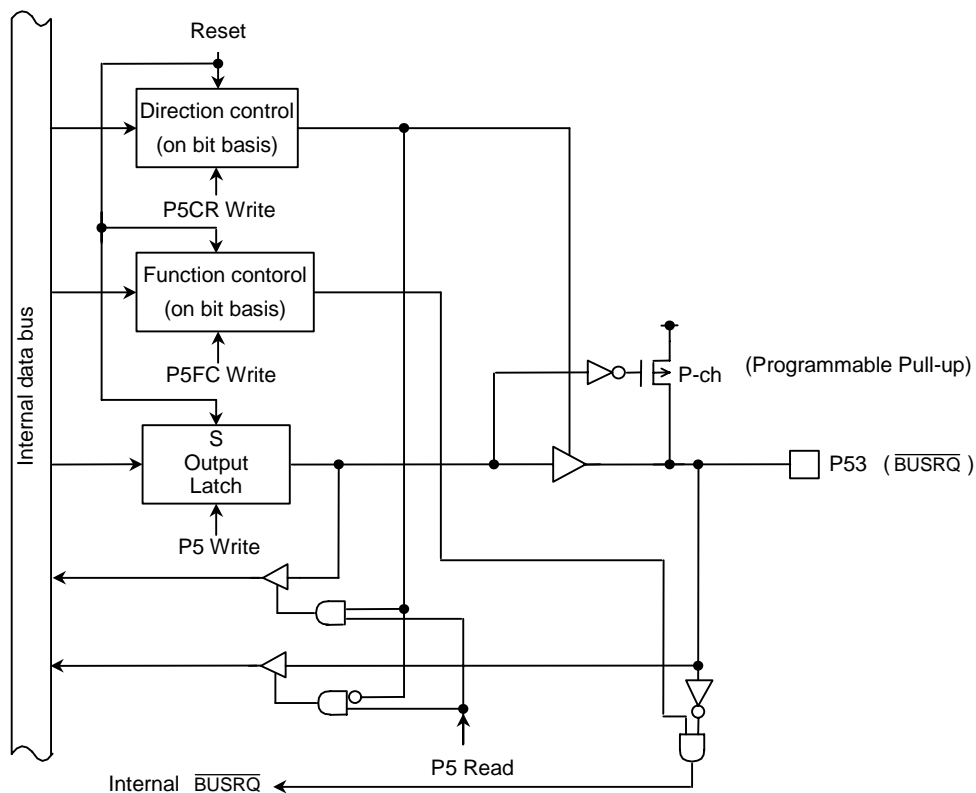 Reset
Direction control
(on bit basis)
P5CR Write
Function contorol
(on bit basis)
P5FC Write
Internal data bus
S
Output
Latch
P5 Write
P-ch
(Programmable Pull-up)
P53 (BUSRQ)
P5 Read
Internal BUSRQ